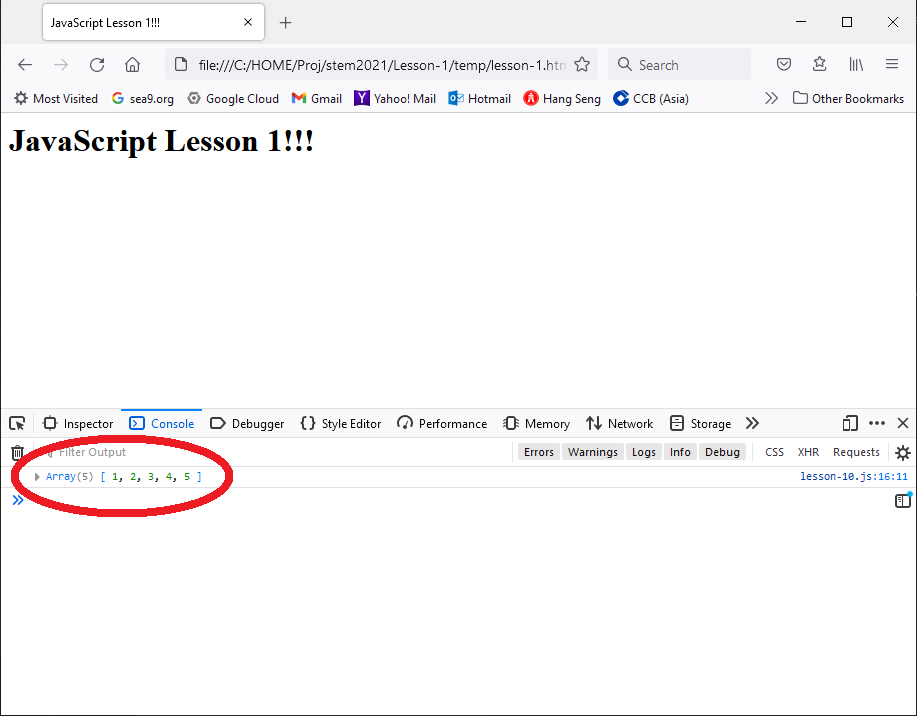 JavaScript Lesson 1!!!
file:///C:/HOME/Proj/stem2021/Lesson-1/temp/lesson-1.htm Search
Most Visited sea9.org Google Cloud Gmail Yahoo! Mail Hotmail Hang Seng CCB (Asia) Other Bookmarks
JavaScript Lesson 1!!!
Inspector Console Debugger Style Editor Performance Memory Network Storage
Filter Output Errors Warnings Logs Info Debug CSS XHR Requests
Array(5) [ 1, 2, 3, 4, 5 ] lesson-10.js:16:11